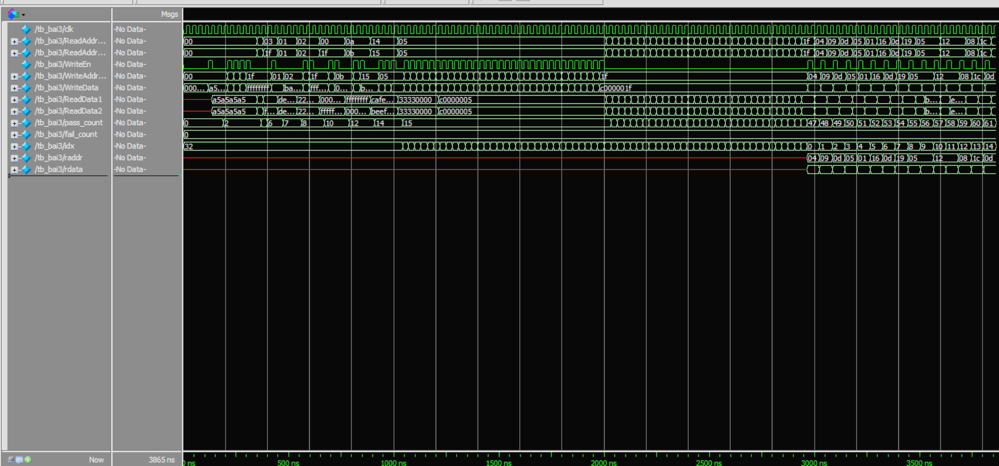 Msgs
/tb_bai3/clk -No Data-
/tb_bai3/ReadAddr... -No Data- 00 03 01 02 00 0a 14 05 1f 04 09 0d 05 01 16 0d 19 05 12 08 1c
/tb_bai3/ReadAddr... -No Data- 00 1f 01 02 1f 0b 15 05 1f 04 09 0d 05 01 16 0d 19 05 12 08 1c
/tb_bai3/WriteEn -No Data-
/tb_bai3/WriteAddr... -No Data- 00 1f 01 02 1f 0b 15 05 1f 04 09 0d 05 01 16 0d 19 05 12 08 1c 0d
/tb_bai3/WriteData -No Data- 000... a5... ffffffff ba... fff... 0... b... c000001f
/tb_bai3/ReadData1 -No Data- a5a5a5a5 de... 22... 000... ffffffff cafe... 33330000 c0000005 b... e...
/tb_bai3/ReadData2 -No Data- a5a5a5a5 f... de... 22... fffff... 000... beef... 33330000 c0000005 b... e...
/tb_bai3/pass_count -No Data- 0 2 6 7 8 10 12 14 15 47 48 49 50 51 52 53 54 55 56 57 58 59 60 61
/tb_bai3/fail_count -No Data- 0
/tb_bai3/idx -No Data- 32 0 1 2 3 4 5 6 7 8 9 10 11 12 13 14
/tb_bai3/raddr -No Data- 04 09 0d 05 01 16 0d 19 05 12 08 1c 0d
/tb_bai3/rdata -No Data-
Now 3865 ns
ns 500 ns 1000 ns 1500 ns 2000 ns 2500 ns 3000 ns 3500 ns